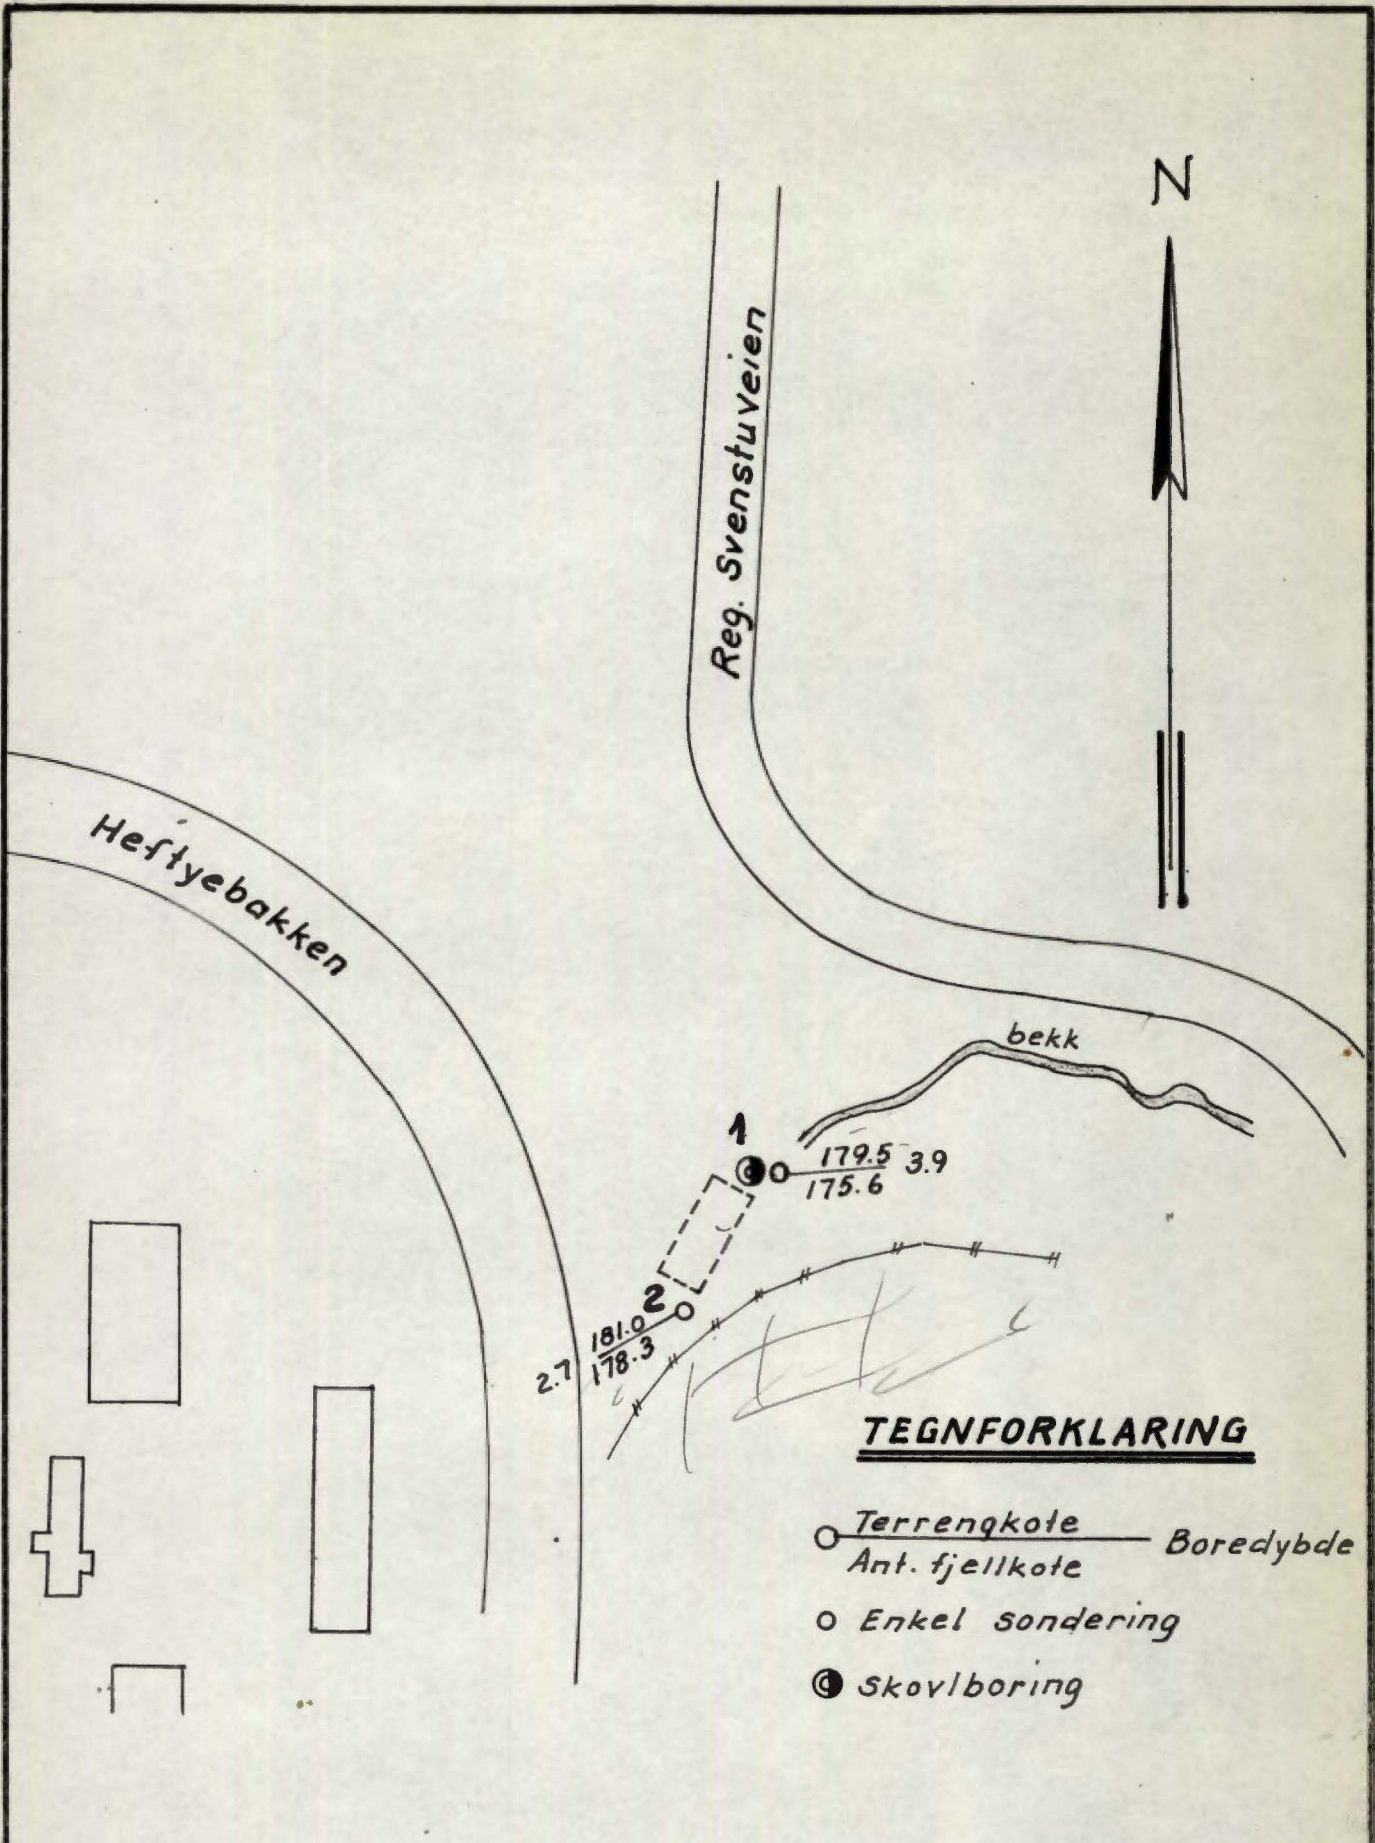 N
Reg. Svenstuveien
Heftyebakken
bekk
1
179.5 3.9
175.6
2
181.0
2.7 178.3
TEGNFORKLARING
Terrengkote
Boredybde
Ant. fjellkote
Enkel sondering
Skovlboring